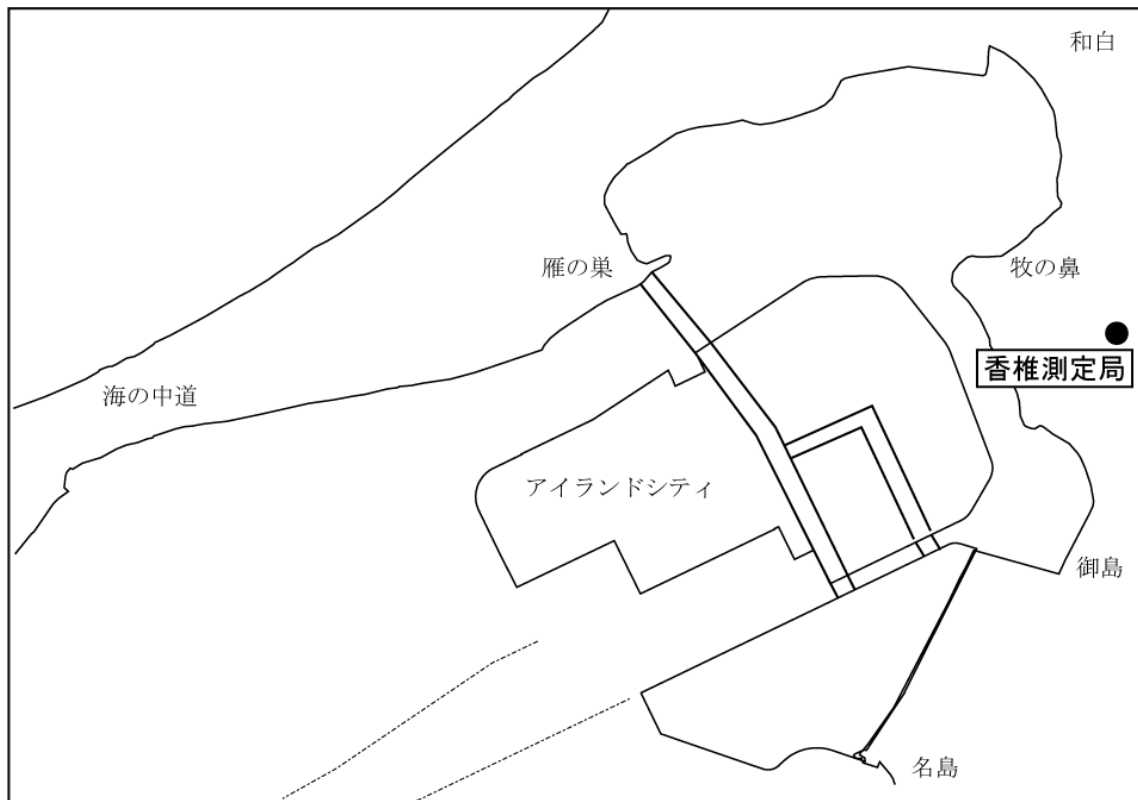 和白
雁の巣
牧の鼻
香椎測定局
海の中道
アイランドシティ
御島
名島